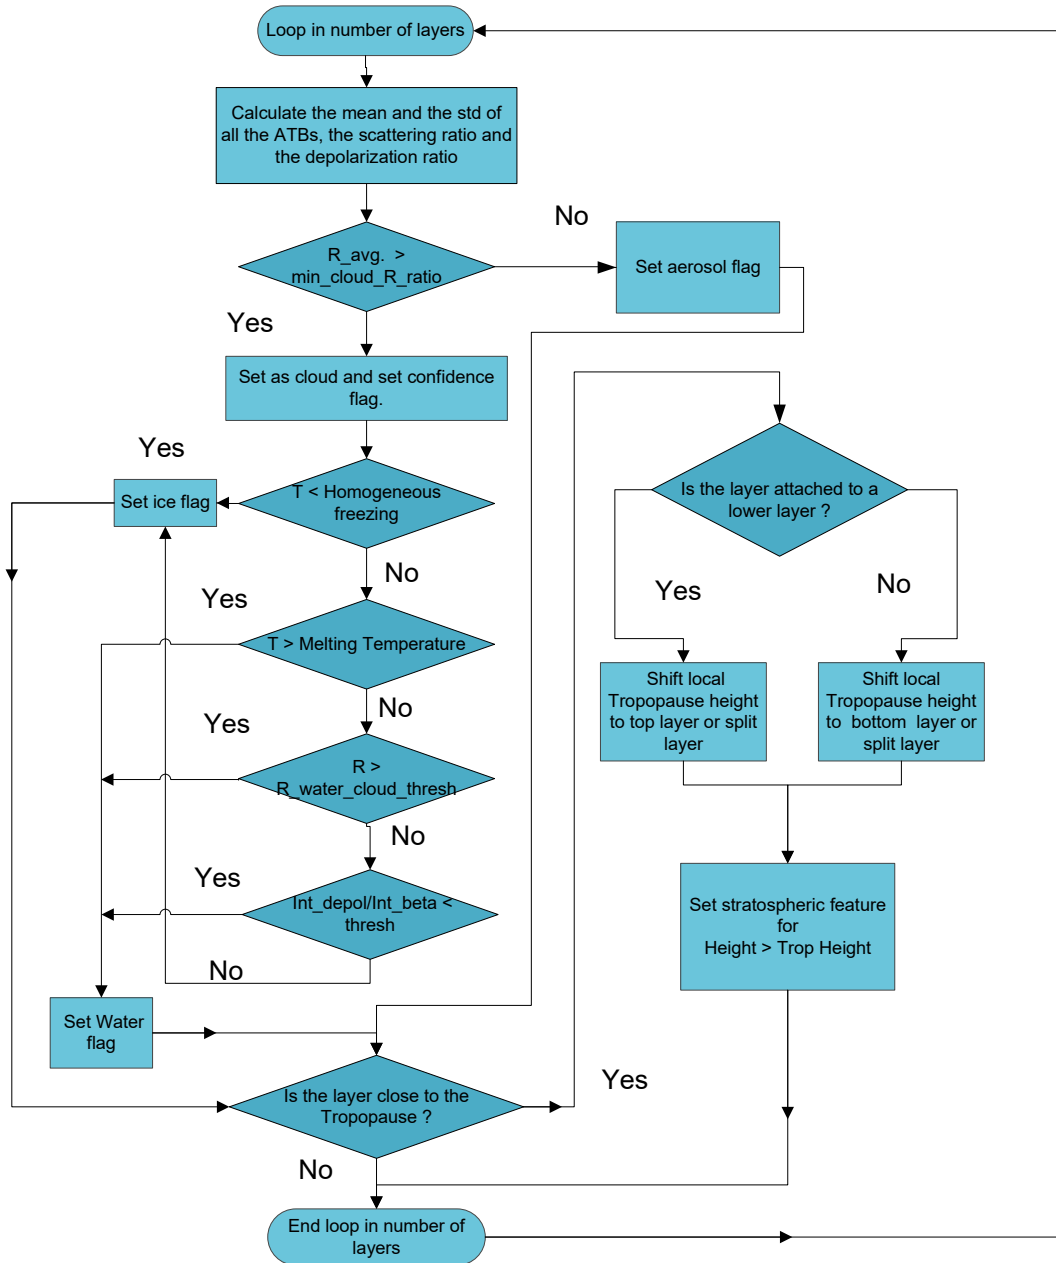 Loop in number of layers
Calculate the mean and the std of
all the ATBs, the scattering ratio and
the depolarization ratio
No
R_avg. >
min_cloud_R_ratio
Set aerosol flag
Yes
Set as cloud and set confidence
flag.
Yes
T < Homogeneous
freezing
Set ice flag
Is the layer attached to a
lower layer ?
No
Yes
Yes
No
T > Melting Temperature
Shift local
Tropopause height
to top layer or split
layer
Shift local
Tropopause height
to bottom layer or
split layer
No
Yes
R >
R_water_cloud_thresh
No
Yes
Int_depol/Int_beta <
thresh
Set stratospheric feature
for
Height > Trop Height
No
Set Water
flag
Is the layer close to the
Tropopause ?
Yes
No
End loop in number of
layers